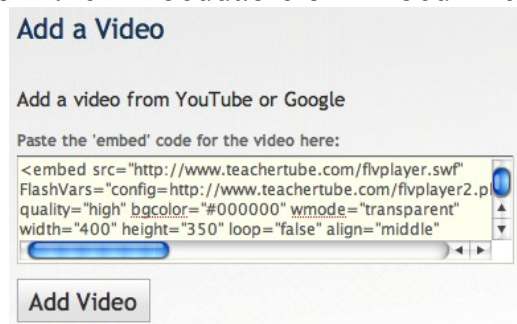 Add a Video
Add a video from YouTube or Google
Paste the 'embed' code for the video here:
<embed src="http://www.teachertube.com/flvplayer.swf"
FlashVars="config=http://www.teachertube.com/flvplayer2.p
quality="high" bgcolor="#000000" wmode="transparent"
width="400" height="350" loop="false" align="middle"
Add Video